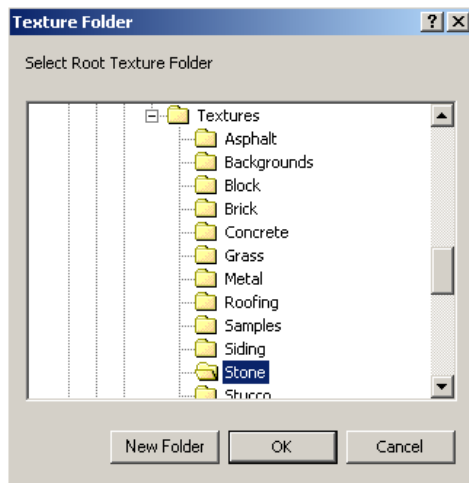 Texture Folder
Select Root Texture Folder
Textures
Asphalt
Backgrounds
Block
Brick
Concrete
Grass
Metal
Roofing
Samples
Siding
Stone
Stucco
New Folder OK Cancel